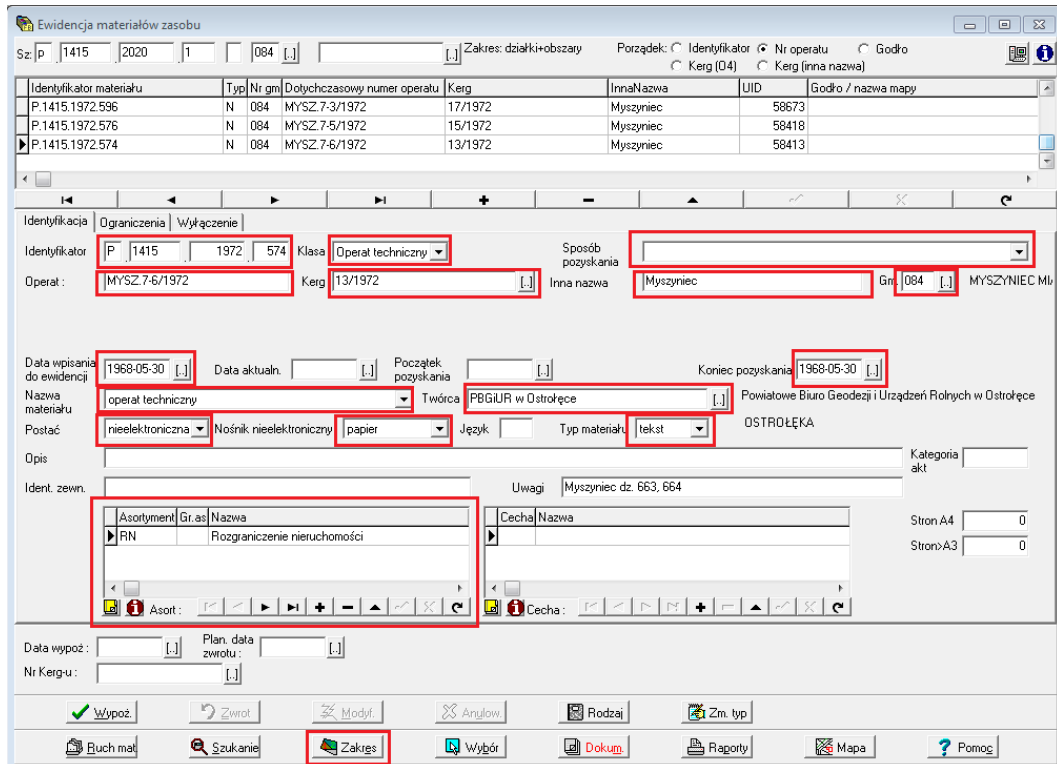 Ewidencja materiałów zasobu
Sz: p 1415 2020 1 084 [..] [..] Zakres: działki+obszary Porządek: Identyfikator Nr operatu Godło
Kerg (O4) Kerg (inna nazwa)
Identyfikator materiału Typ Nr gm Dotychczasowy numer operatu Kerg InnaNazwa UID Godło / nazwa mapy
P.1415.1972.596 N 084 MYSZ.7-3/1972 17/1972 Myszyniec 58673
P.1415.1972.576 N 084 MYSZ.7-5/1972 15/1972 Myszyniec 58418
P.1415.1972.574 N 084 MYSZ.7-6/1972 13/1972 Myszyniec 58413
Identyfikacja Ograniczenia Wyłączenie
Identyfikator P . 1415 . 1972 . 574 Klasa Operat techniczny Sposób pozyskania
Operat : MYSZ.7-6/1972 Kerg 13/1972 [..] Inna nazwa Myszyniec Gm. 084 [..] MYSZYNIEC MIA
Data wpisania do ewidencji 1968-05-30 [..] Data aktualn. [..] Początek pozyskania [..] Koniec pozyskania 1968-05-30 [..]
Nazwa materiału operat techniczny Twórca PBGiUR w Ostrołęce [..] Powiatowe Biuro Geodezji i Urządzeń Rolnych w Ostrołęce
Postać nieelektroniczna Nośnik nieelektroniczny papier Język Typ materiału tekst OSTROŁĘKA
Opis Kategoria akt
Ident. zewn. Uwagi Myszyniec dz. 663, 664
Asortyment Gr.as Nazwa Cecha Nazwa Stron A4 0
RN Rozgraniczenie nieruchomości Stron>A3 0
Asort : Cecha :
Data wypoż : [..] Plan. data zwrotu : [..]
Nr Kerg-u : [..]
Wypoż. Zwrot Modyf. Anulow. Rodzaj Zm. typ
Ruch mat Szukanie Zakres Wybór Dokum. Raporty Mapa Pomoc